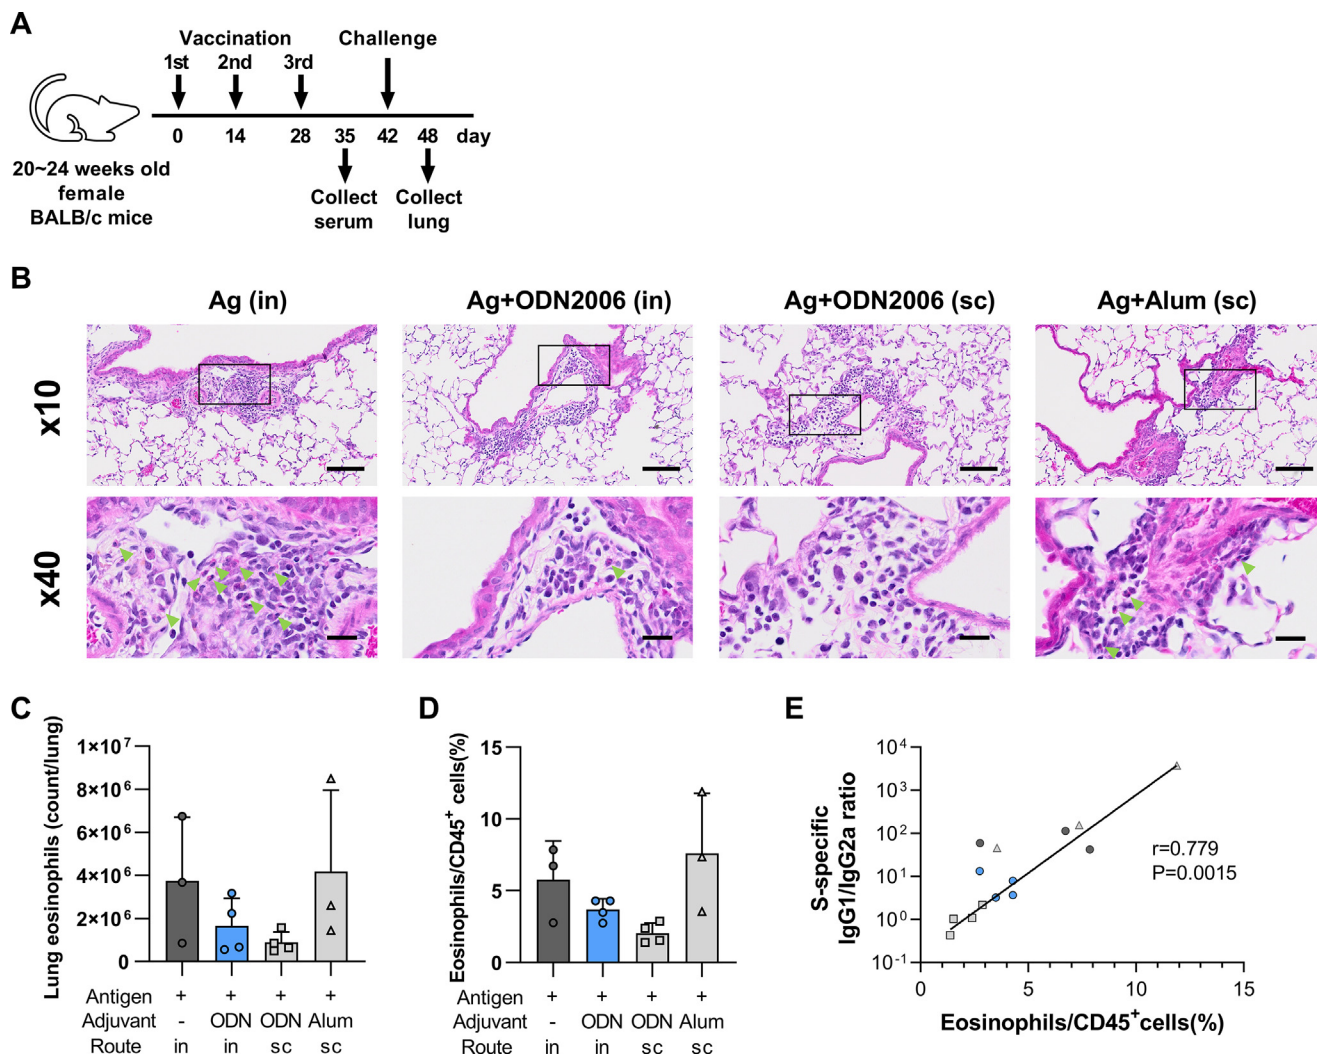 A
Vaccination
Challenge
1st 2nd 3rd
0 14 28 35 42 48 day
20~24 weeks old
female
BALB/c mice
Collect
serum
Collect
lung
B
Ag (in) Ag+ODN2006 (in) Ag+ODN2006 (sc) Ag+Alum (sc)
x10
x40
C
Lung eosinophils (count/lung)
1×10⁷
8×10⁶
6×10⁶
4×10⁶
2×10⁶
0
Antigen + + + +
Adjuvant - ODN ODN Alum
Route in in sc sc
D
Eosinophils/CD45⁺ cells(%)
15
10
5
0
Antigen + + + +
Adjuvant - ODN ODN Alum
Route in in sc sc
E
S-specific
IgG1/IgG2a ratio
10⁴
10³
10²
10¹
10⁰
10⁻¹
r=0.779
P=0.0015
0 5 10 15
Eosinophils/CD45⁺cells(%)